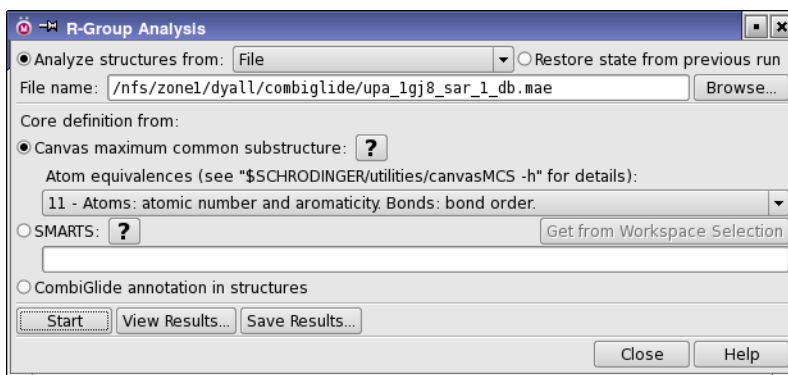 R-Group Analysis
Analyze structures from: File Restore state from previous run
File name: /nfs/zone1/dyall/combiglide/upa_1gj8_sar_1_db.mae Browse...
Core definition from:
Canvas maximum common substructure: ?
Atom equivalences (see "$SCHRODINGER/utilities/canvasMCS -h" for details):
11 - Atoms: atomic number and aromaticity. Bonds: bond order.
SMARTS: ? Get from Workspace Selection
CombiGlide annotation in structures
Start View Results... Save Results...
Close Help